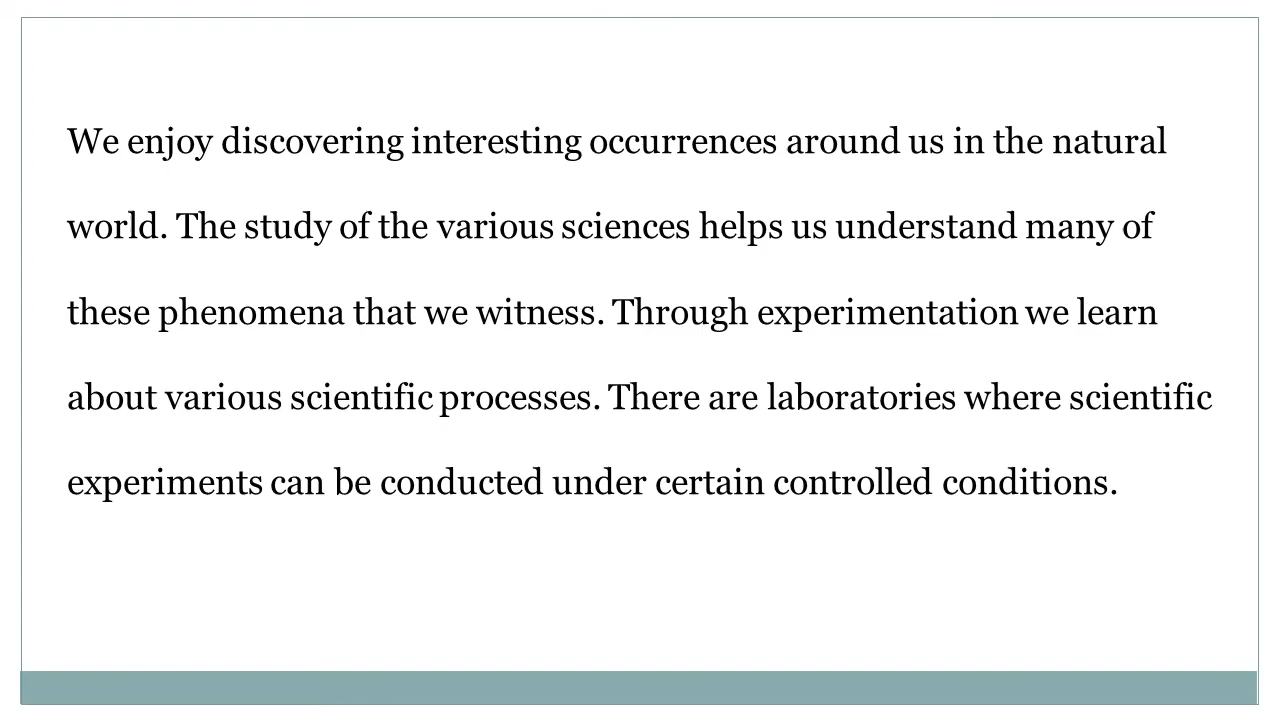 We enjoy discovering interesting occurrences around us in the natural
world. The study of the various sciences helps us understand many of
these phenomena that we witness. Through experimentation we learn
about various scientific processes. There are laboratories where scientific
experiments can be conducted under certain controlled conditions.